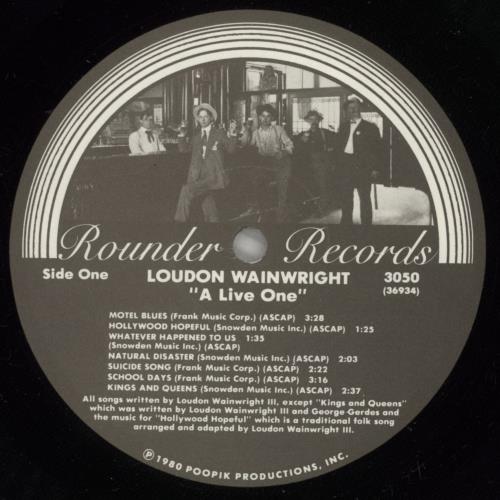 Rounder Records
Side One
LOUDON WAINWRIGHT
3050
"A Live One"
(36934)
MOTEL BLUES (Frank Music Corp.) (ASCAP) 3:28
HOLLYWOOD HOPEFUL (Snowden Music Inc.) (ASCAP) 1:25
WHATEVER HAPPENED TO US 1:35
(Snowden Music Inc.) (ASCAP)
NATURAL DISASTER (Snowden Music Inc.) (ASCAP) 2:03
SUICIDE SONG (Frank Music Corp.) (ASCAP) 2:22
SCHOOL DAYS (Frank Music Corp.) (ASCAP) 3:16
KINGS AND QUEENS (Snowden Music Inc.) (ASCAP) 2:37
All songs written by Loudon Wainwright III, except "Kings and Queens"
which was written by Loudon Wainwright III and George Gerdes and
the music for "Hollywood Hopeful" which is a traditional folk song
arranged and adapted by Loudon Wainwright III.
℗1980 POOPIK PRODUCTIONS, INC.